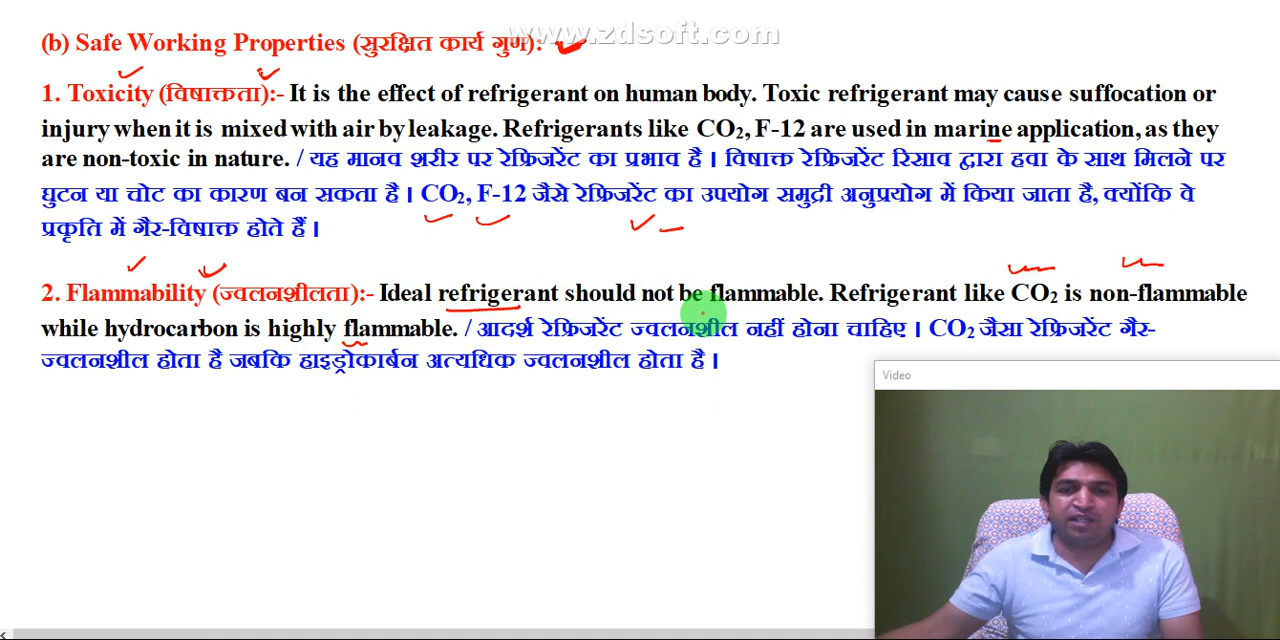 www.zdsoft.com
(b) Safe Working Properties (सुरक्षित कार्य गुण):
1. Toxicity (विषाक्तता):- It is the effect of refrigerant on human body. Toxic refrigerant may cause suffocation or
injury when it is mixed with air by leakage. Refrigerants like CO₂, F-12 are used in marine application, as they
are non-toxic in nature. / यह मानव शरीर पर रेफ्रिजरेंट का प्रभाव है। विषाक्त रेफ्रिजरेंट रिसाव द्वारा हवा के साथ मिलने पर
घुटन या चोट का कारण बन सकता है। CO₂, F-12 जैसे रेफ्रिजरेंट का उपयोग समुद्री अनुप्रयोग में किया जाता है, क्योंकि वे
प्रकृति में गैर-विषाक्त होते हैं।
2. Flammability (ज्वलनशीलता):- Ideal refrigerant should not be flammable. Refrigerant like CO₂ is non-flammable
while hydrocarbon is highly flammable. / आदर्श रेफ्रिजरेंट ज्वलनशील नहीं होना चाहिए। CO₂ जैसा रेफ्रिजरेंट गैर-
ज्वलनशील होता है जबकि हाइड्रोकार्बन अत्यधिक ज्वलनशील होता है।
Video